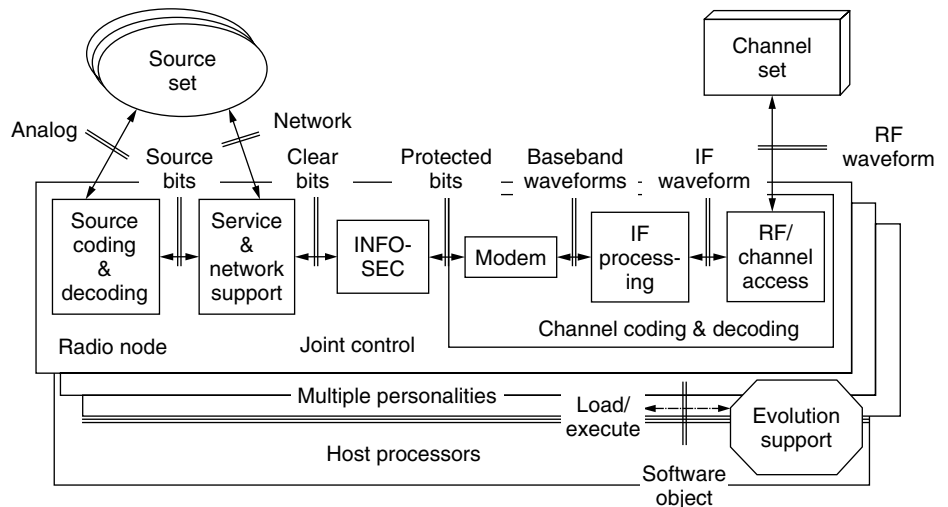 Source
set
Channel
set
Analog
Network
RF
waveform
Source
bits
Clear
bits
Protected
bits
Baseband
waveforms
IF
waveform
Source
coding
&
decoding
Service
&
network
support
INFO-
SEC
Modem
IF
process-
ing
RF/
channel
access
Channel coding & decoding
Radio node
Joint control
Multiple personalities
Load/
execute
Evolution
support
Host processors
Software
object